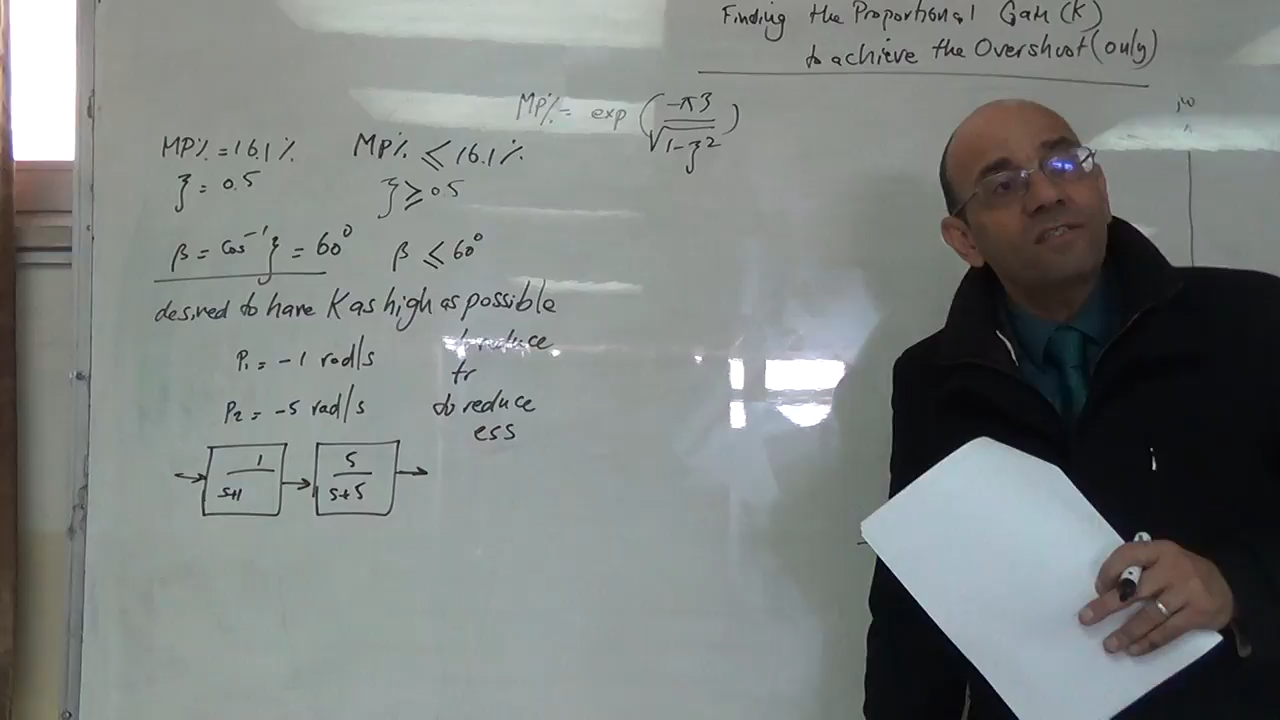 Finding the Proportional Gain (K)
to achieve the Overshoot (only)
MP% = exp (-πζ / √1-ζ²)
jω
MP% = 16.1%    MP% ≤ 16.1%
ζ = 0.5    ζ ≥ 0.5
β = cos⁻¹ζ = 60°    β ≤ 60°
desired to have K as high as possible
P₁ = -1 rad/s    to reduce
tr
P₂ = -5 rad/s    to reduce
ess
1 / s+1    5 / s+5